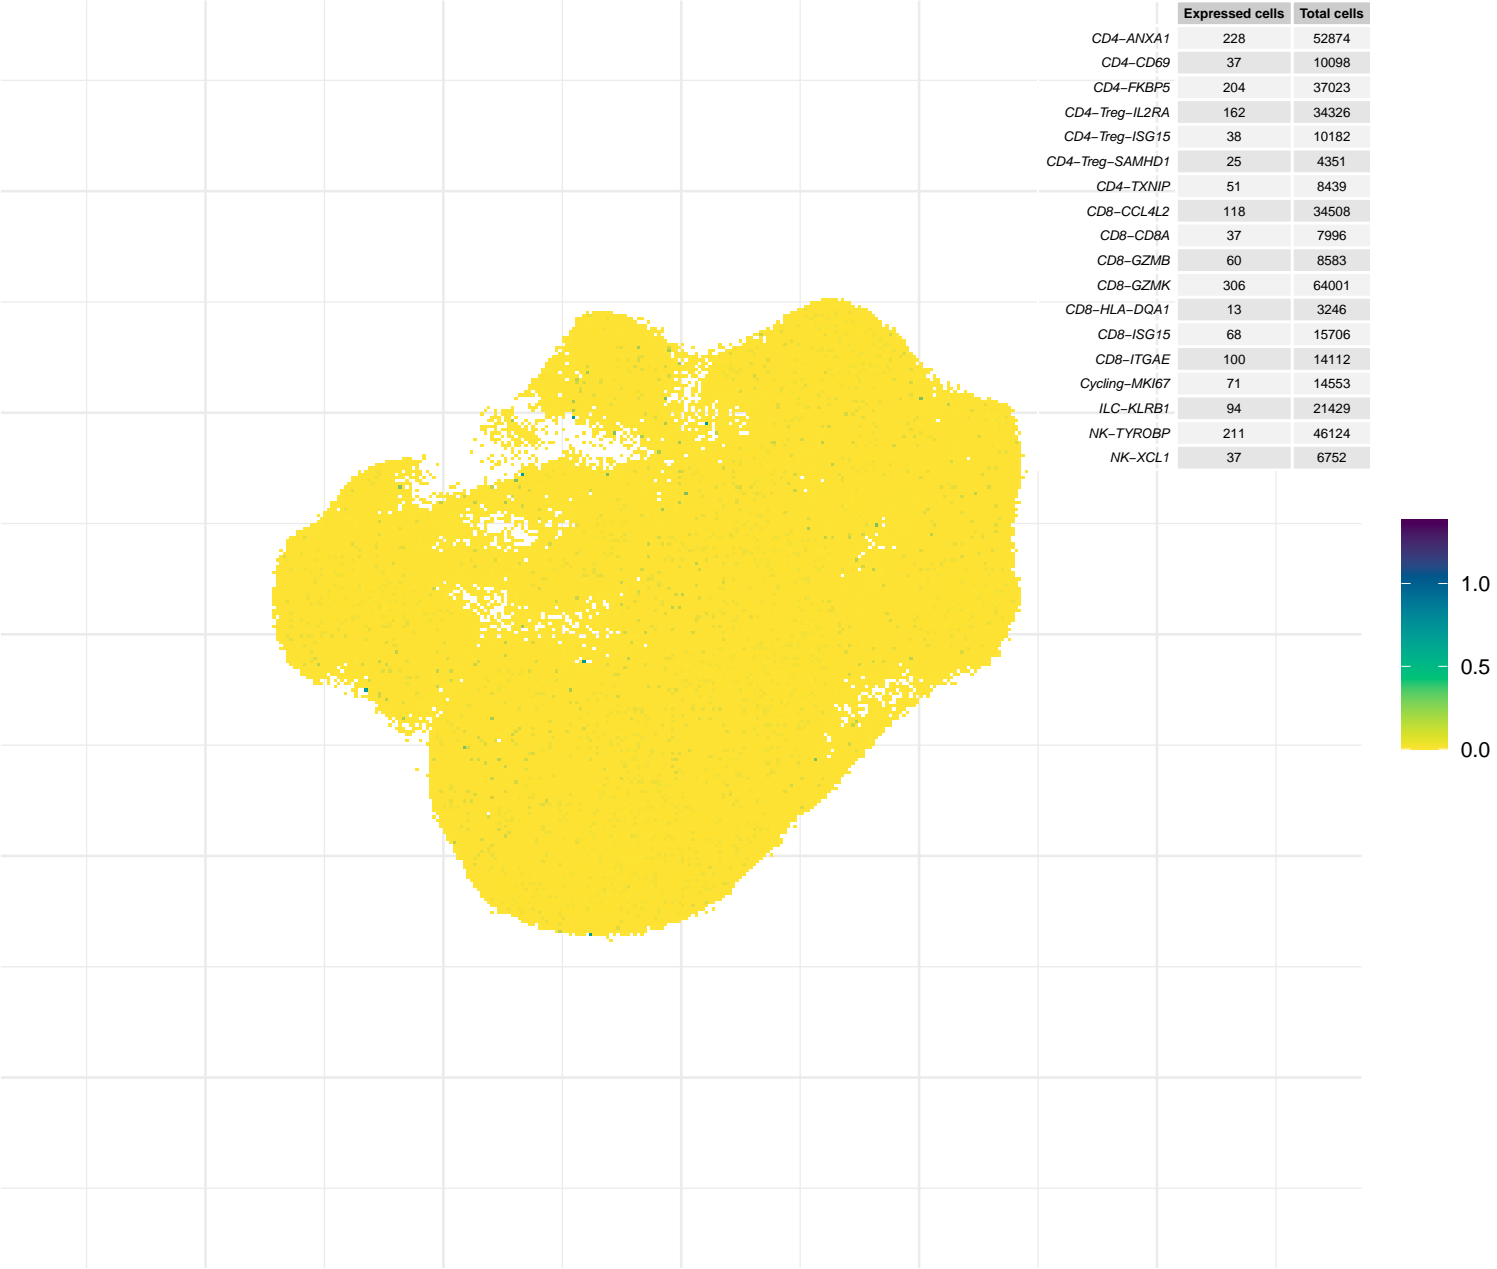 Expressed cells Total cells
CD4−ANXA1 228 52874
CD4−CD69 37 10098
CD4−FKBP5 204 37023
CD4−Treg−IL2RA 162 34326
CD4−Treg−ISG15 38 10182
CD4−Treg−SAMHD1 25 4351
CD4−TXNIP 51 8439
CD8−CCL4L2 118 34508
CD8−CD8A 37 7996
CD8−GZMB 60 8583
CD8−GZMK 306 64001
CD8−HLA−DQA1 13 3246
CD8−ISG15 68 15706
CD8−ITGAE 100 14112
Cycling−MKI67 71 14553
ILC−KLRB1 94 21429
NK−TYROBP 211 46124
NK−XCL1 37 6752
1.0
0.5
0.0